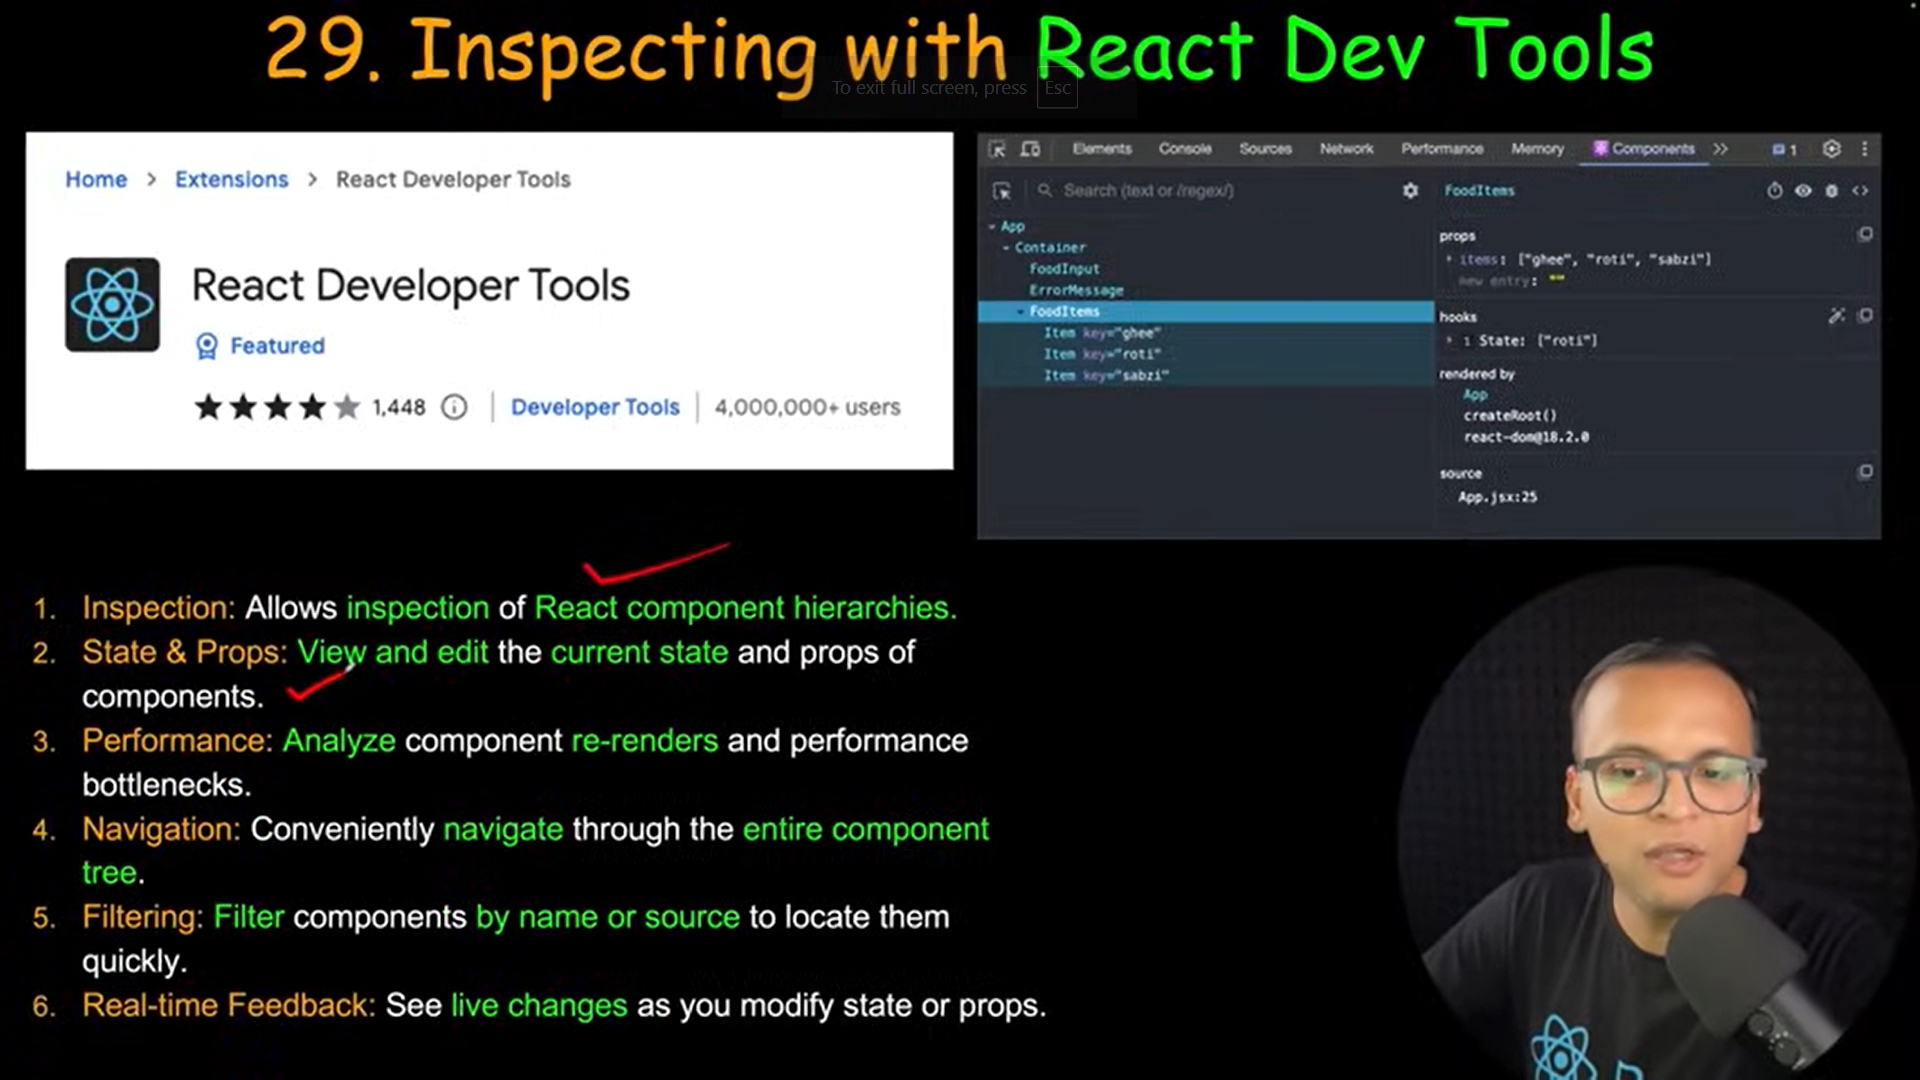 29. Inspecting with React Dev Tools
To exit full screen, press Esc
Home > Extensions > React Developer Tools
React Developer Tools
Featured
1,448 | Developer Tools | 4,000,000+ users
Elements Console Sources Network Performance Memory Components >> 1
Search (text or /regex/)
App
Container
FoodInput
ErrorMessage
FoodItems
Item key="ghee"
Item key="roti"
Item key="sabzi"
FoodItems
props
items: ["ghee", "roti", "sabzi"]
new entry: ""
hooks
1 State: ["roti"]
rendered by
App
createRoot()
react-dom@18.2.0
source
App.jsx:25
1. Inspection: Allows inspection of React component hierarchies.
2. State & Props: View and edit the current state and props of
components.
3. Performance: Analyze component re-renders and performance
bottlenecks.
4. Navigation: Conveniently navigate through the entire component
tree.
5. Filtering: Filter components by name or source to locate them
quickly.
6. Real-time Feedback: See live changes as you modify state or props.